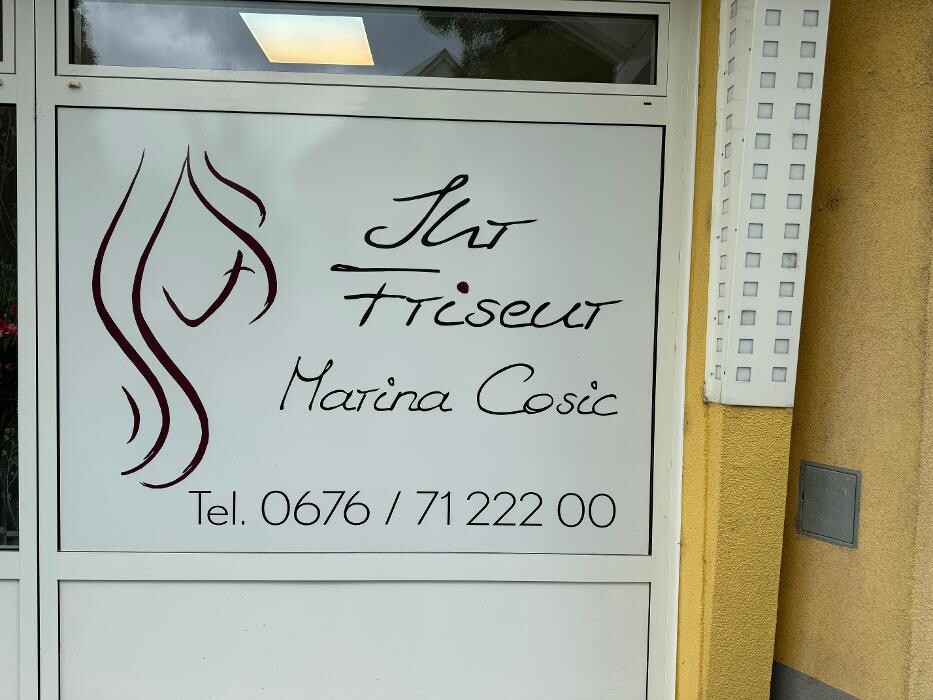 Ihr
Friseur
Marina Cosic
Tel. 0676 / 71 222 00